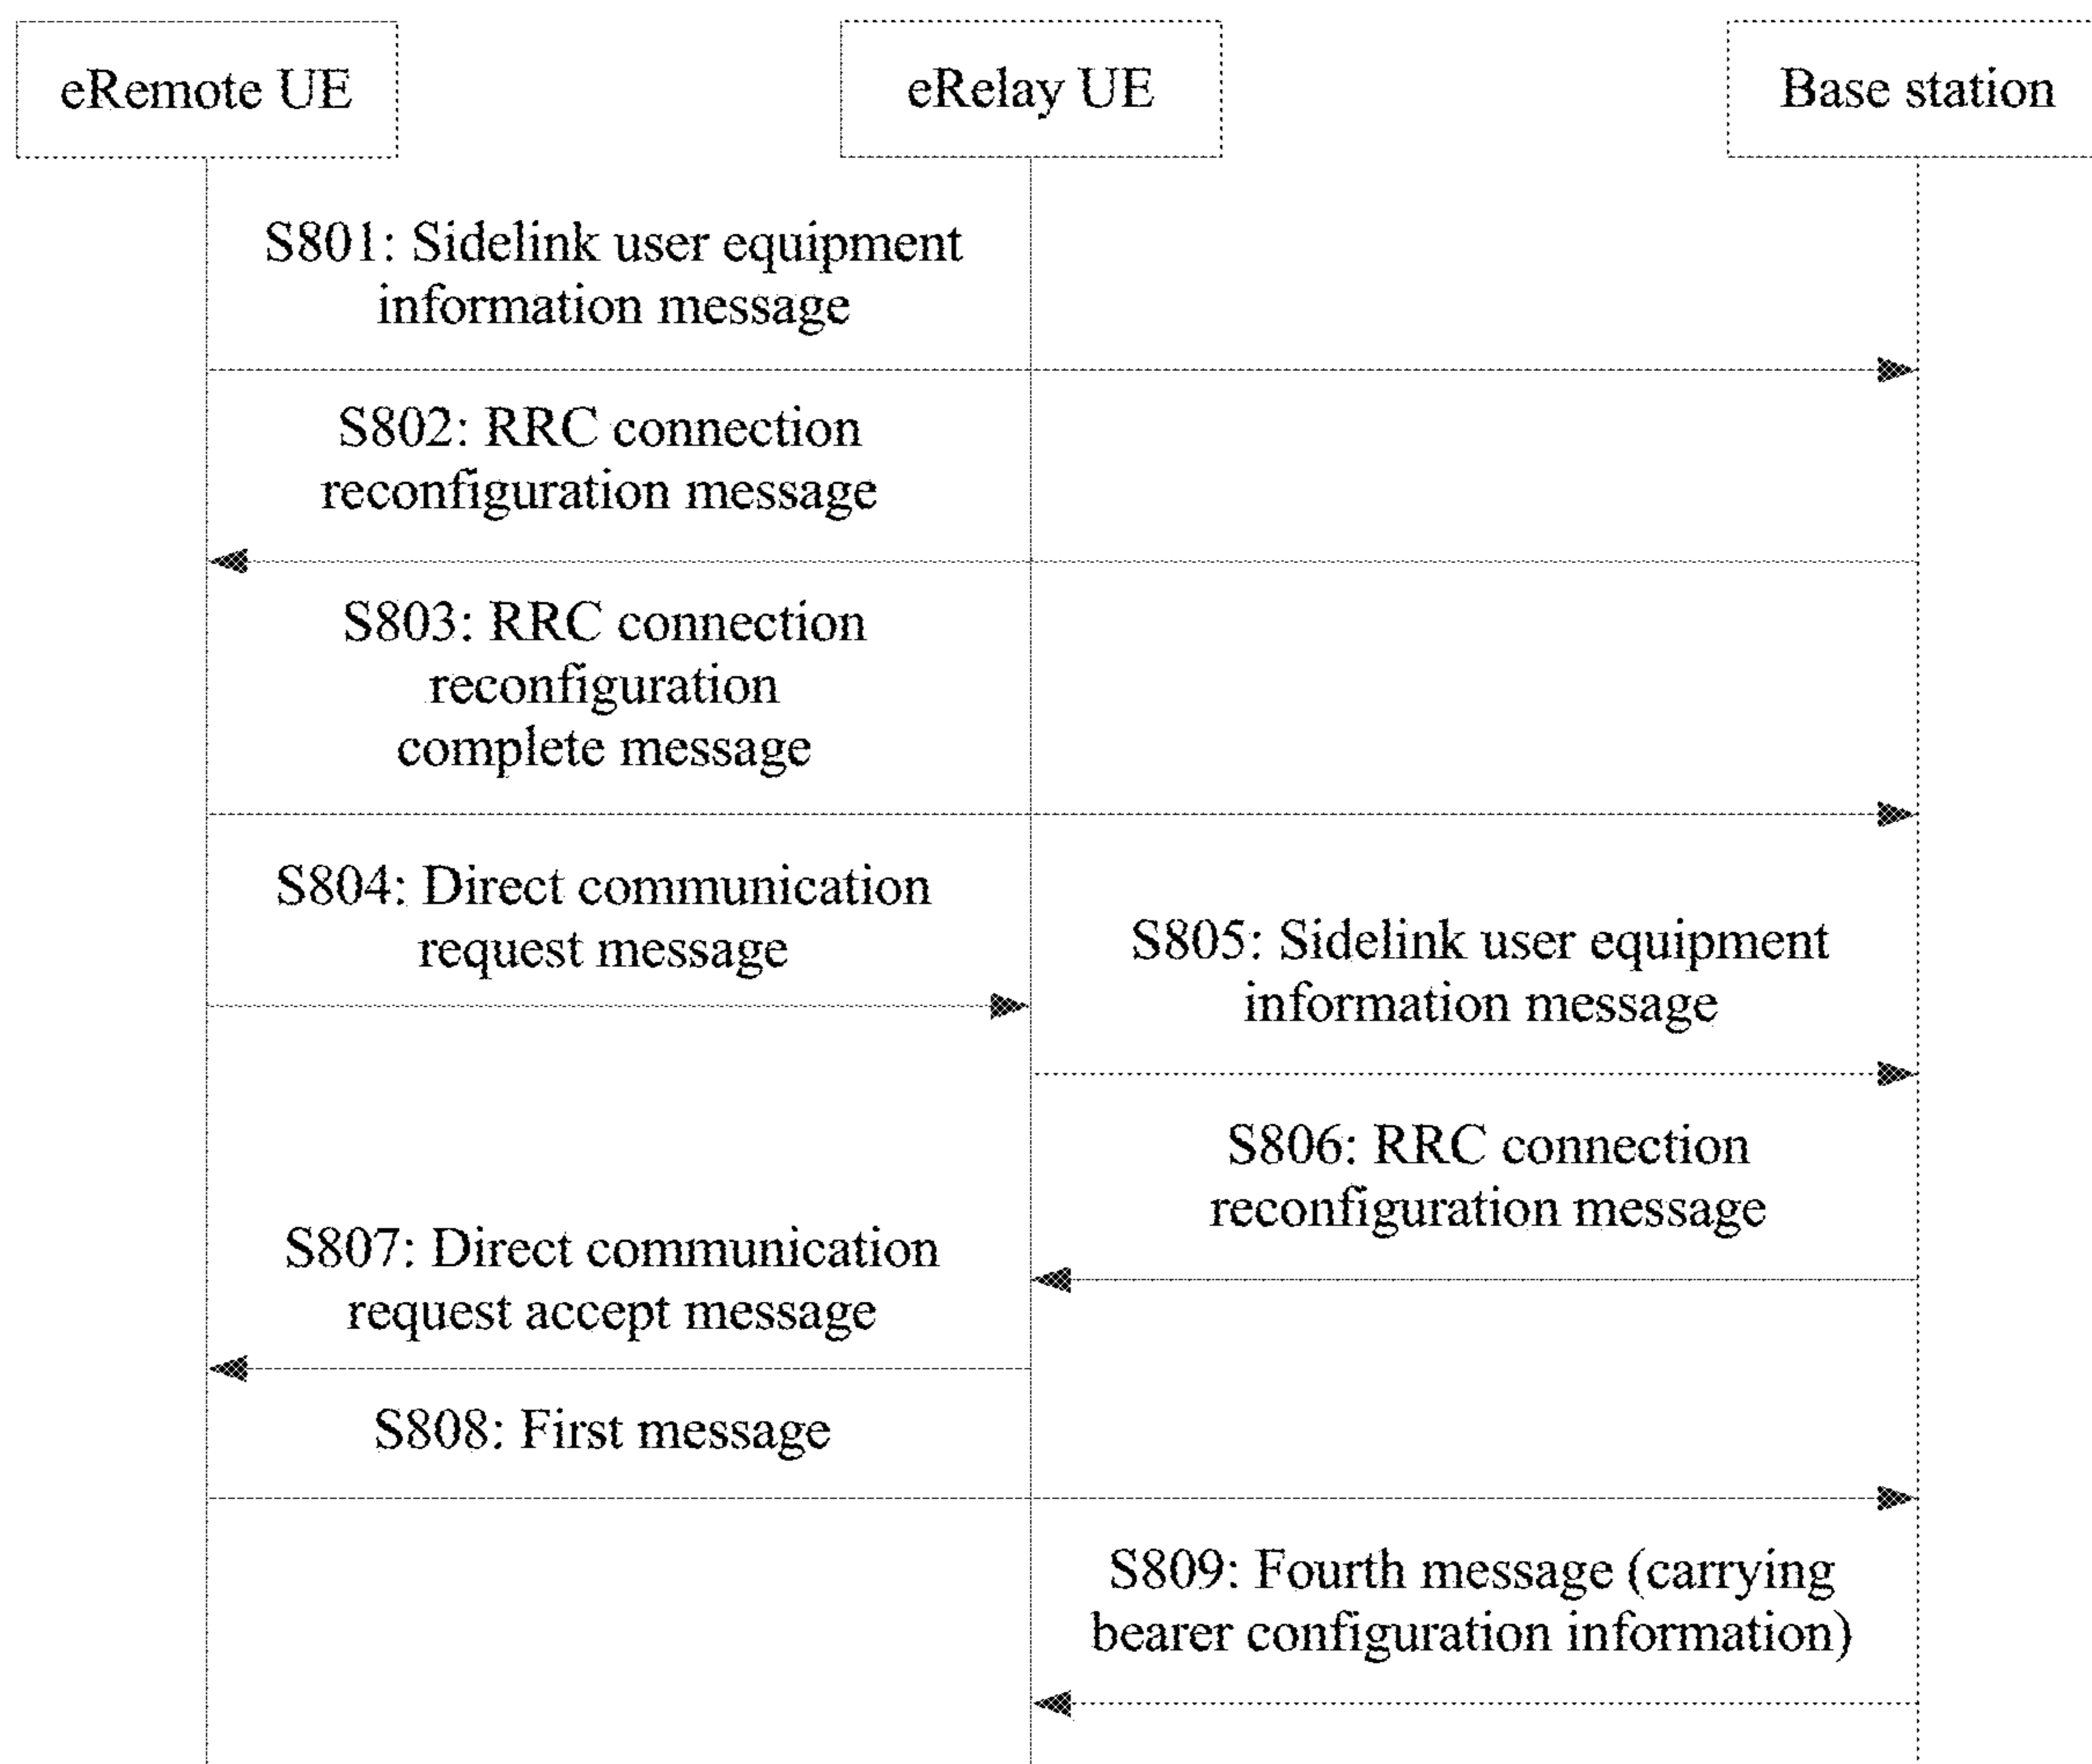 eRemote UE
eRelay UE
Base station
S801: Sidelink user equipment
information message
S802: RRC connection
reconfiguration message
S803: RRC connection
reconfiguration
complete message
S804: Direct communication
request message
S805: Sidelink user equipment
information message
S806: RRC connection
reconfiguration message
S807: Direct communication
request accept message
S808: First message
S809: Fourth message (carrying
bearer configuration information)